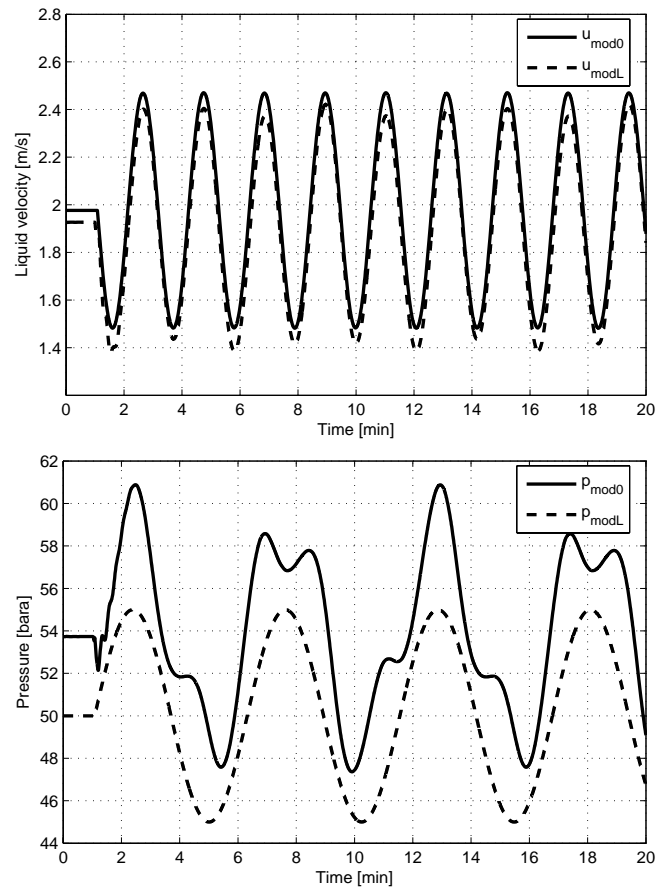 2.8
2.6
2.4
2.2
2
1.8
1.6
1.4
Liquid velocity [m/s]
u_mod0
u_modL
0 2 4 6 8 10 12 14 16 18 20
Time [min]
62
60
58
56
54
52
50
48
46
44
Pressure [bara]
p_mod0
p_modL
0 2 4 6 8 10 12 14 16 18 20
Time [min]